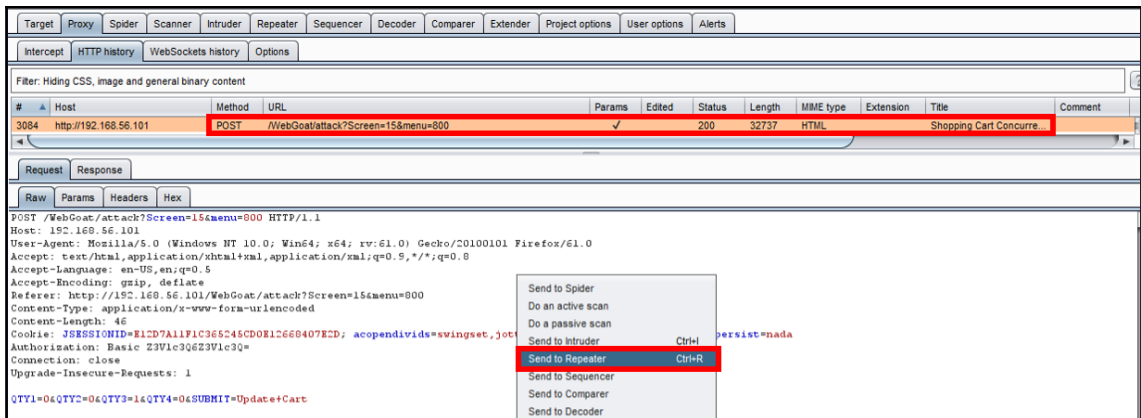 Target Proxy Spider Scanner Intruder Repeater Sequencer Decoder Comparer Extender Project options User options Alerts
Intercept HTTP history WebSockets history Options
Filter: Hiding CSS, image and general binary content
# Host Method URL Params Edited Status Length MIME type Extension Title Comment
3084 http://192.168.56.101 POST /WebGoat/attack?Screen=15&menu=800 ✓ 200 32737 HTML Shopping Cart Concurre...
Request Response
Raw Params Headers Hex
POST /WebGoat/attack?Screen=15&menu=800 HTTP/1.1
Host: 192.168.56.101
User-Agent: Mozilla/5.0 (Windows NT 10.0; Win64; x64; rv:61.0) Gecko/20100101 Firefox/61.0
Accept: text/html,application/xhtml+xml,application/xml;q=0.9,*/*;q=0.8
Accept-Language: en-US,en;q=0.5
Accept-Encoding: gzip, deflate
Referer: http://192.168.56.101/WebGoat/attack?Screen=15&menu=800
Content-Type: application/x-www-form-urlencoded
Content-Length: 46
Cookie: JSESSIONID=E12D7A11F1C365245CD0E12668407E2D; acopendivids=swingset,jott persist=nada
Authorization: Basic Z3Vlc3Q6Z3Vlc3Q=
Connection: close
Upgrade-Insecure-Requests: 1
QTY1=0&QTY2=0&QTY3=1&QTY4=0&SUBMIT=Update+Cart
Send to Spider
Do an active scan
Do a passive scan
Send to Intruder Ctrl+I
Send to Repeater Ctrl+R
Send to Sequencer
Send to Comparer
Send to Decoder